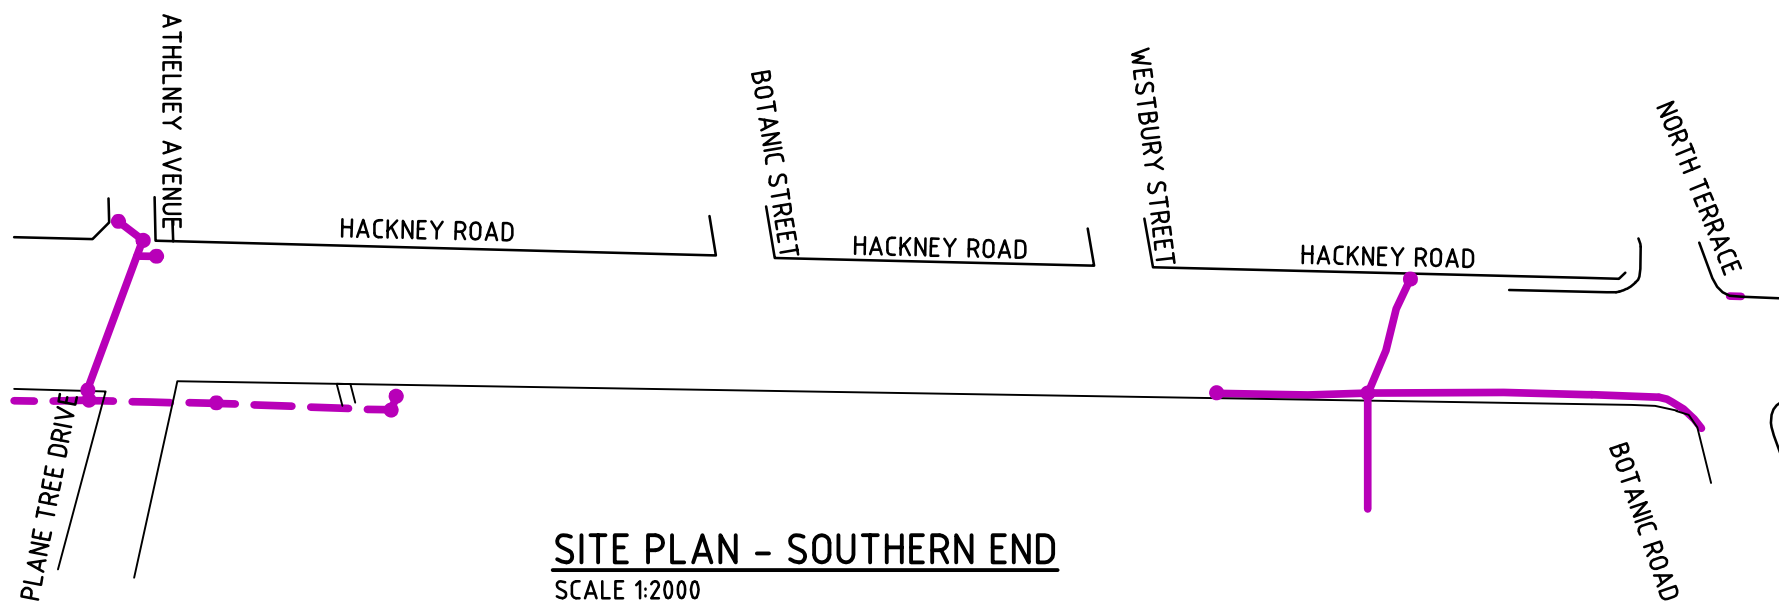 ATHELNEY AVENUE
BOTANIC STREET
WESTBURY STREET
NORTH TERRACE
HACKNEY ROAD
HACKNEY ROAD
HACKNEY ROAD
PLANE TREE DRIVE
BOTANIC ROAD
SITE PLAN - SOUTHERN END
SCALE 1:2000